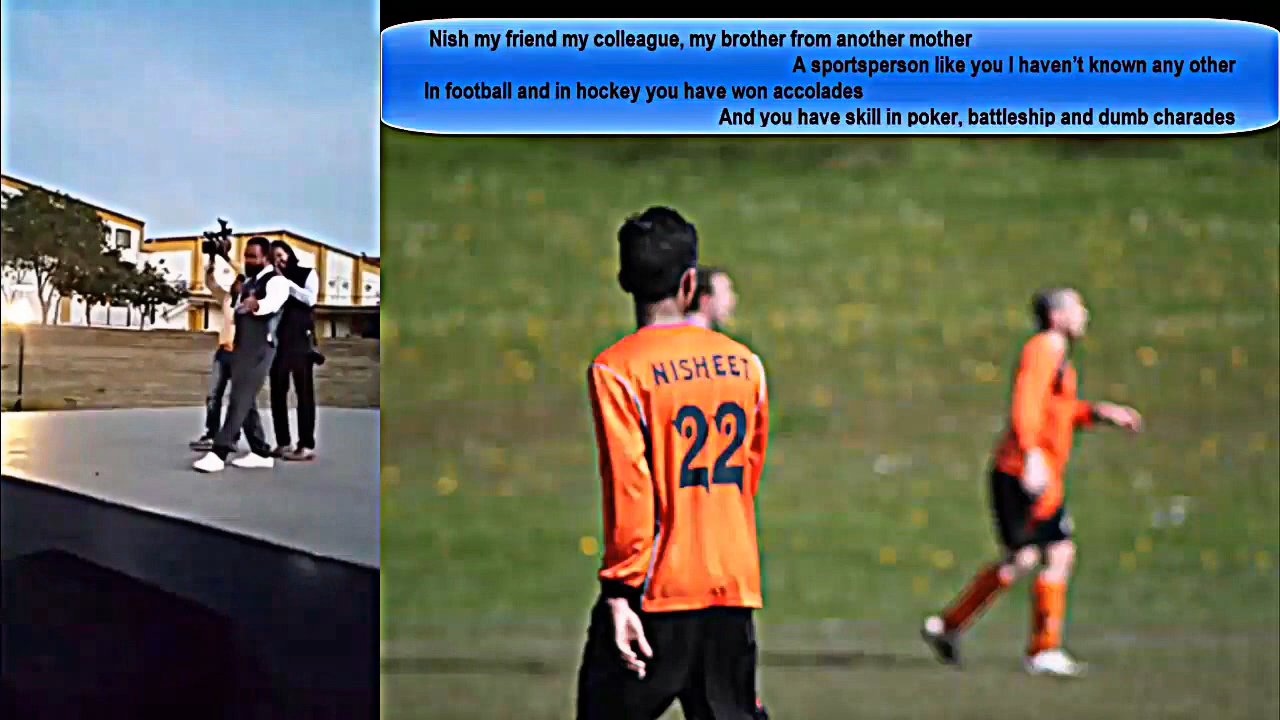 Nish my friend my colleague, my brother from another mother
A sportsperson like you I haven't known any other
In football and in hockey you have won accolades
And you have skill in poker, battleship and dumb charades
NISHEET
22